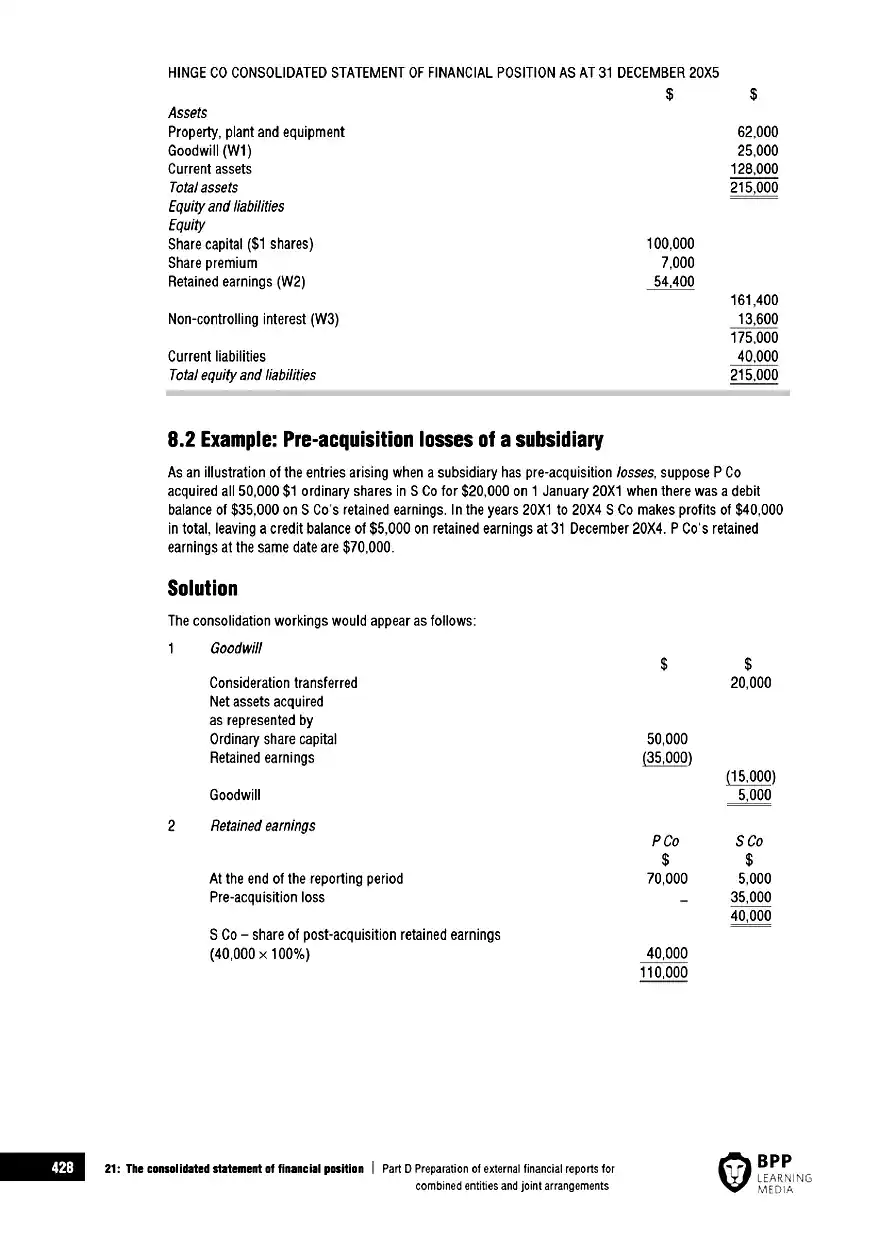 HINGE CO CONSOLIDATED STATEMENT OF FINANCIAL POSITION AS AT 31 DECEMBER 20X5
$ $
Assets
Property, plant and equipment 62,000
Goodwill (W1) 25,000
Current assets 128,000
Total assets 215,000
Equity and liabilities
Equity
Share capital ($1 shares) 100,000
Share premium 7,000
Retained earnings (W2) 54,400
161,400
Non-controlling interest (W3) 13,600
175,000
Current liabilities 40,000
Total equity and liabilities 215,000
8.2 Example: Pre-acquisition losses of a subsidiary
As an illustration of the entries arising when a subsidiary has pre-acquisition losses, suppose P Co
acquired all 50,000 $1 ordinary shares in S Co for $20,000 on 1 January 20X1 when there was a debit
balance of $35,000 on S Co's retained earnings. In the years 20X1 to 20X4 S Co makes profits of $40,000
in total, leaving a credit balance of $5,000 on retained earnings at 31 December 20X4. P Co's retained
earnings at the same date are $70,000.
Solution
The consolidation workings would appear as follows:
1 Goodwill
$ $
Consideration transferred 20,000
Net assets acquired
as represented by
Ordinary share capital 50,000
Retained earnings (35,000)
(15,000)
Goodwill 5,000
2 Retained earnings
P Co S Co
$ $
At the end of the reporting period 70,000 5,000
Pre-acquisition loss – 35,000
40,000
S Co – share of post-acquisition retained earnings
(40,000 × 100%) 40,000
110,000
428 21: The consolidated statement of financial position | Part D Preparation of external financial reports for
combined entities and joint arrangements
BPP
LEARNING
MEDIA